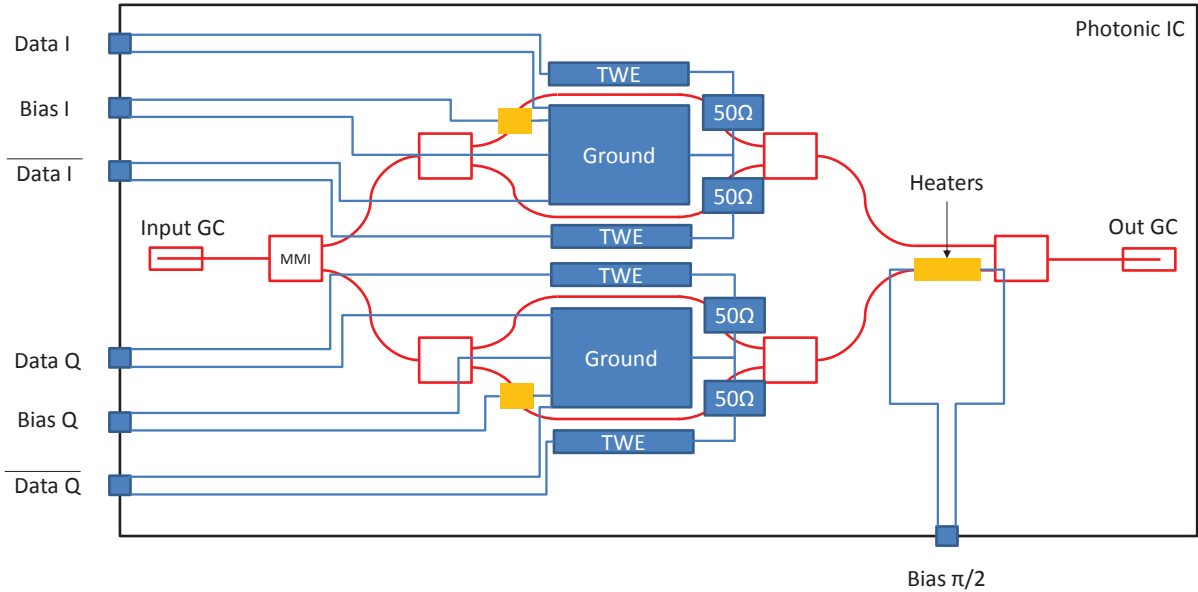 Photonic IC
Data I
TWE
Bias I
50Ω
Ground
Data I
50Ω
Heaters
Input GC
TWE
Out GC
MMI
TWE
50Ω
Data Q
Ground
50Ω
Bias Q
TWE
Data Q
Bias π/2